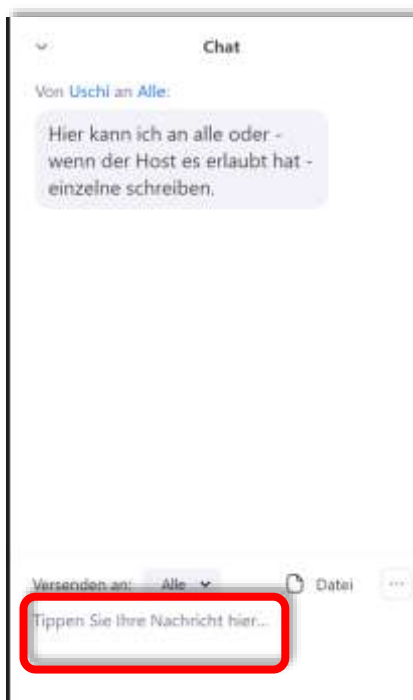 Chat
Von Uschi an Alle:
Hier kann ich an alle oder -
wenn der Host es erlaubt hat -
einzelne schreiben.
Versenden an: Alle Datei ...
Tippen Sie Ihre Nachricht hier...